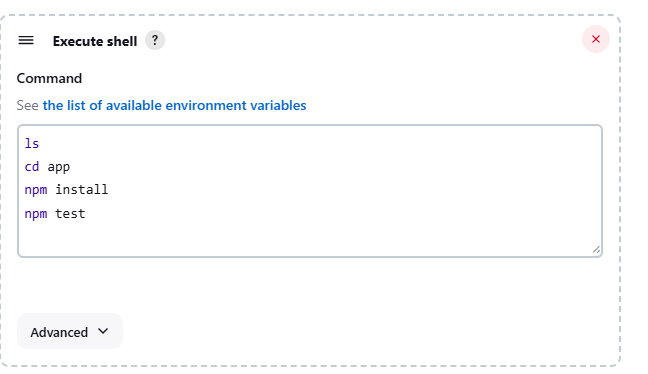 Execute shell ?
Command
See the list of available environment variables
ls
cd app
npm install
npm test
Advanced